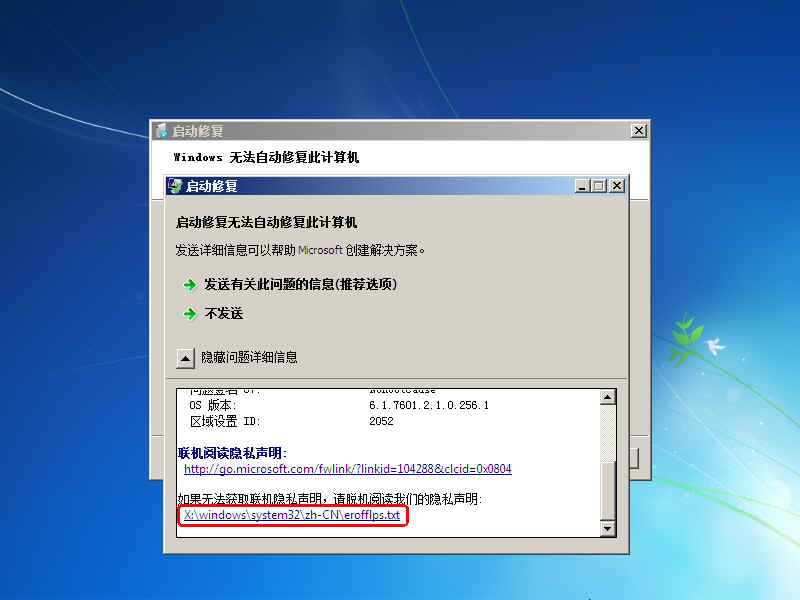 启动修复
Windows 无法自动修复此计算机
启动修复
启动修复无法自动修复此计算机
发送详细信息可以帮助 Microsoft 创建解决方案。
发送有关此问题的信息(推荐选项)
不发送
隐藏问题详细信息
OS 版本: 6.1.7601.2.1.0.256.1
区域设置 ID: 2052
联机阅读隐私声明:
http://go.microsoft.com/fwlink/?linkid=104288&clcid=0x0804
如果无法获取联机隐私声明，请脱机阅读我们的隐私声明:
X:\windows\system32\zh-CN\erofflps.txt